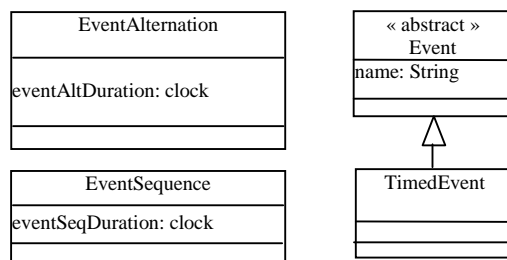 EventAlternation
eventAltDuration: clock
« abstract »
Event
name: String
EventSequence
eventSeqDuration: clock
TimedEvent